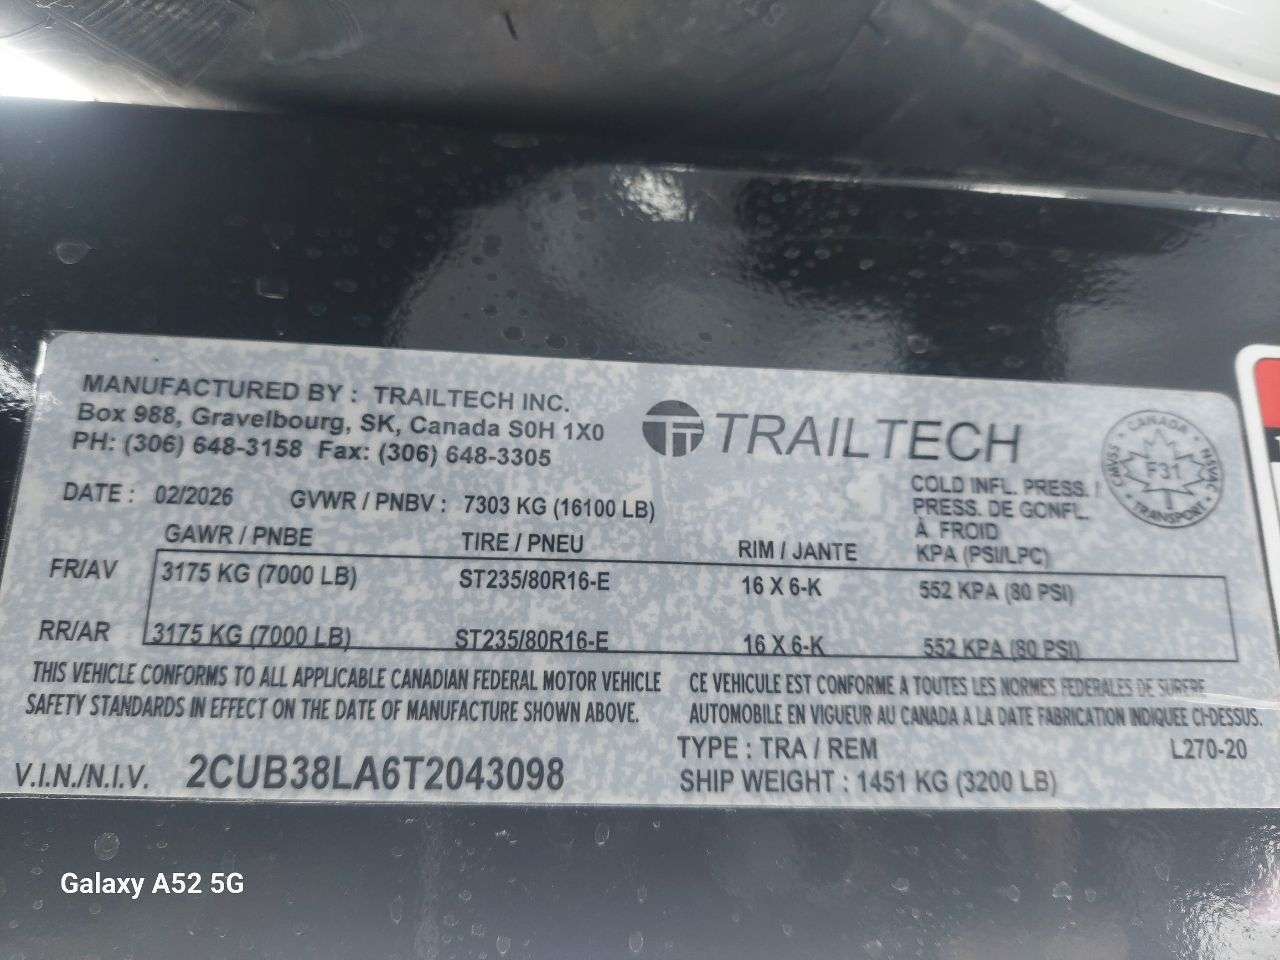 MANUFACTURED BY : TRAILTECH INC.
Box 988, Gravelbourg, SK, Canada S0H 1X0
PH: (306) 648-3158 Fax: (306) 648-3305
TRAILTECH
CANADA
F31
TRANSPORT
DATE : 02/2026 GVWR / PNBV : 7303 KG (16100 LB)
COLD INFL. PRESS. /
PRESS. DE GONFL.
À FROID
GAWR / PNBE TIRE / PNEU RIM / JANTE KPA (PSI/LPC)
FR/AV 3175 KG (7000 LB) ST235/80R16-E 16 X 6-K 552 KPA (80 PSI)
RR/AR 3175 KG (7000 LB) ST235/80R16-E 16 X 6-K 552 KPA (80 PSI)
THIS VEHICLE CONFORMS TO ALL APPLICABLE CANADIAN FEDERAL MOTOR VEHICLE
SAFETY STANDARDS IN EFFECT ON THE DATE OF MANUFACTURE SHOWN ABOVE.
CE VEHICULE EST CONFORME A TOUTES LES NORMES FEDERALES DE
AUTOMOBILE EN VIGUEUR AU CANADA A LA DATE FABRICATION INDIQUEE CI-DESSUS.
TYPE : TRA / REM L270-20
V.I.N./N.I.V. 2CUB38LA6T2043098
SHIP WEIGHT : 1451 KG (3200 LB)
Galaxy A52 5G